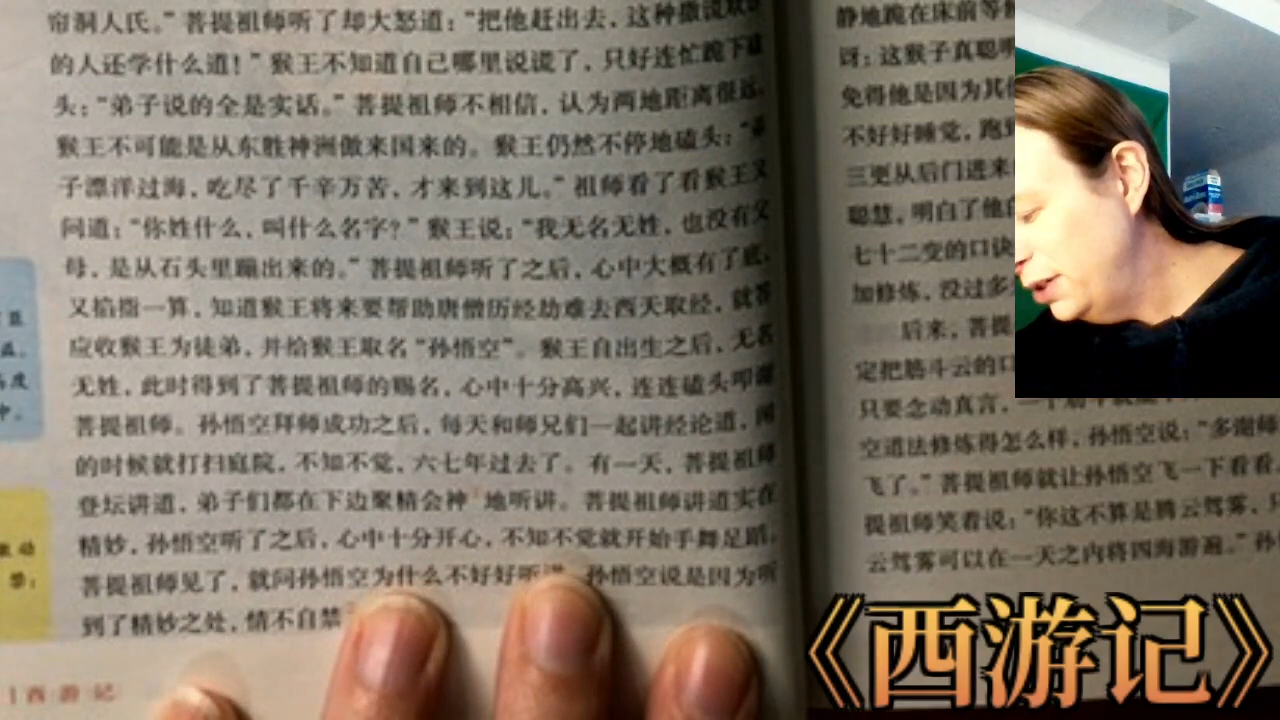 帘洞人氏。”菩提祖师听了却大怒道：“把他赶出去，这种撒
的人还学什么道！”猴王不知道自己哪里说谎了，只好连忙跪下磕
头：“弟子说的全是实话。”菩提祖师不相信，认为两地距离很远，
猴王不可能是从东胜神洲傲来国来的。猴王仍然不停地磕头：“弟
子漂洋过海，吃尽了千辛万苦，才来到这儿。”祖师看了看猴王又
问道：“你姓什么，叫什么名字？”猴王说：“我无名无姓，也没有父
母，是从石头里蹦出来的。”菩提祖师听了之后，心中大概有了底，
又掐指一算，知道猴王将来要帮助唐僧历经劫难去西天取经，就答
应收猴王为徒弟，并给猴王取名“孙悟空”。猴王自出生之后，无名
无姓，此时得到了菩提祖师的赐名，心中十分高兴，连连磕头叩谢
菩提祖师。孙悟空拜师成功之后，每天和师兄们一起讲经论道，闲
的时候就打扫庭院，不知不觉，六七年过去了。有一天，菩提祖师
登坛讲道，弟子们都在下边聚精会神地听讲。菩提祖师讲道实在
精妙，孙悟空听了之后，心中十分开心，不知不觉就开始手舞足蹈。
菩提祖师见了，就问孙悟空为什么不好好听讲，孙悟空说是因为听
到了精妙之处，情不自禁
西游记
静地跪在床前等
讶：这猴子真聪明
免得他是因为其他
不好好睡觉，跑
三更从后门进来
聪慧，明白了他
七十二变的口诀
加修炼，没过多
后来，菩提
定把筋斗云的口
只要念动真言，一个
空道法修炼得怎么样，孙悟空说：“多谢师
飞了。”菩提祖师就让孙悟空飞一下看看。
提祖师笑着说：“你这不算是腾云驾雾，
云驾雾可以在一天之内将四海游遍。”孙
《西游记》